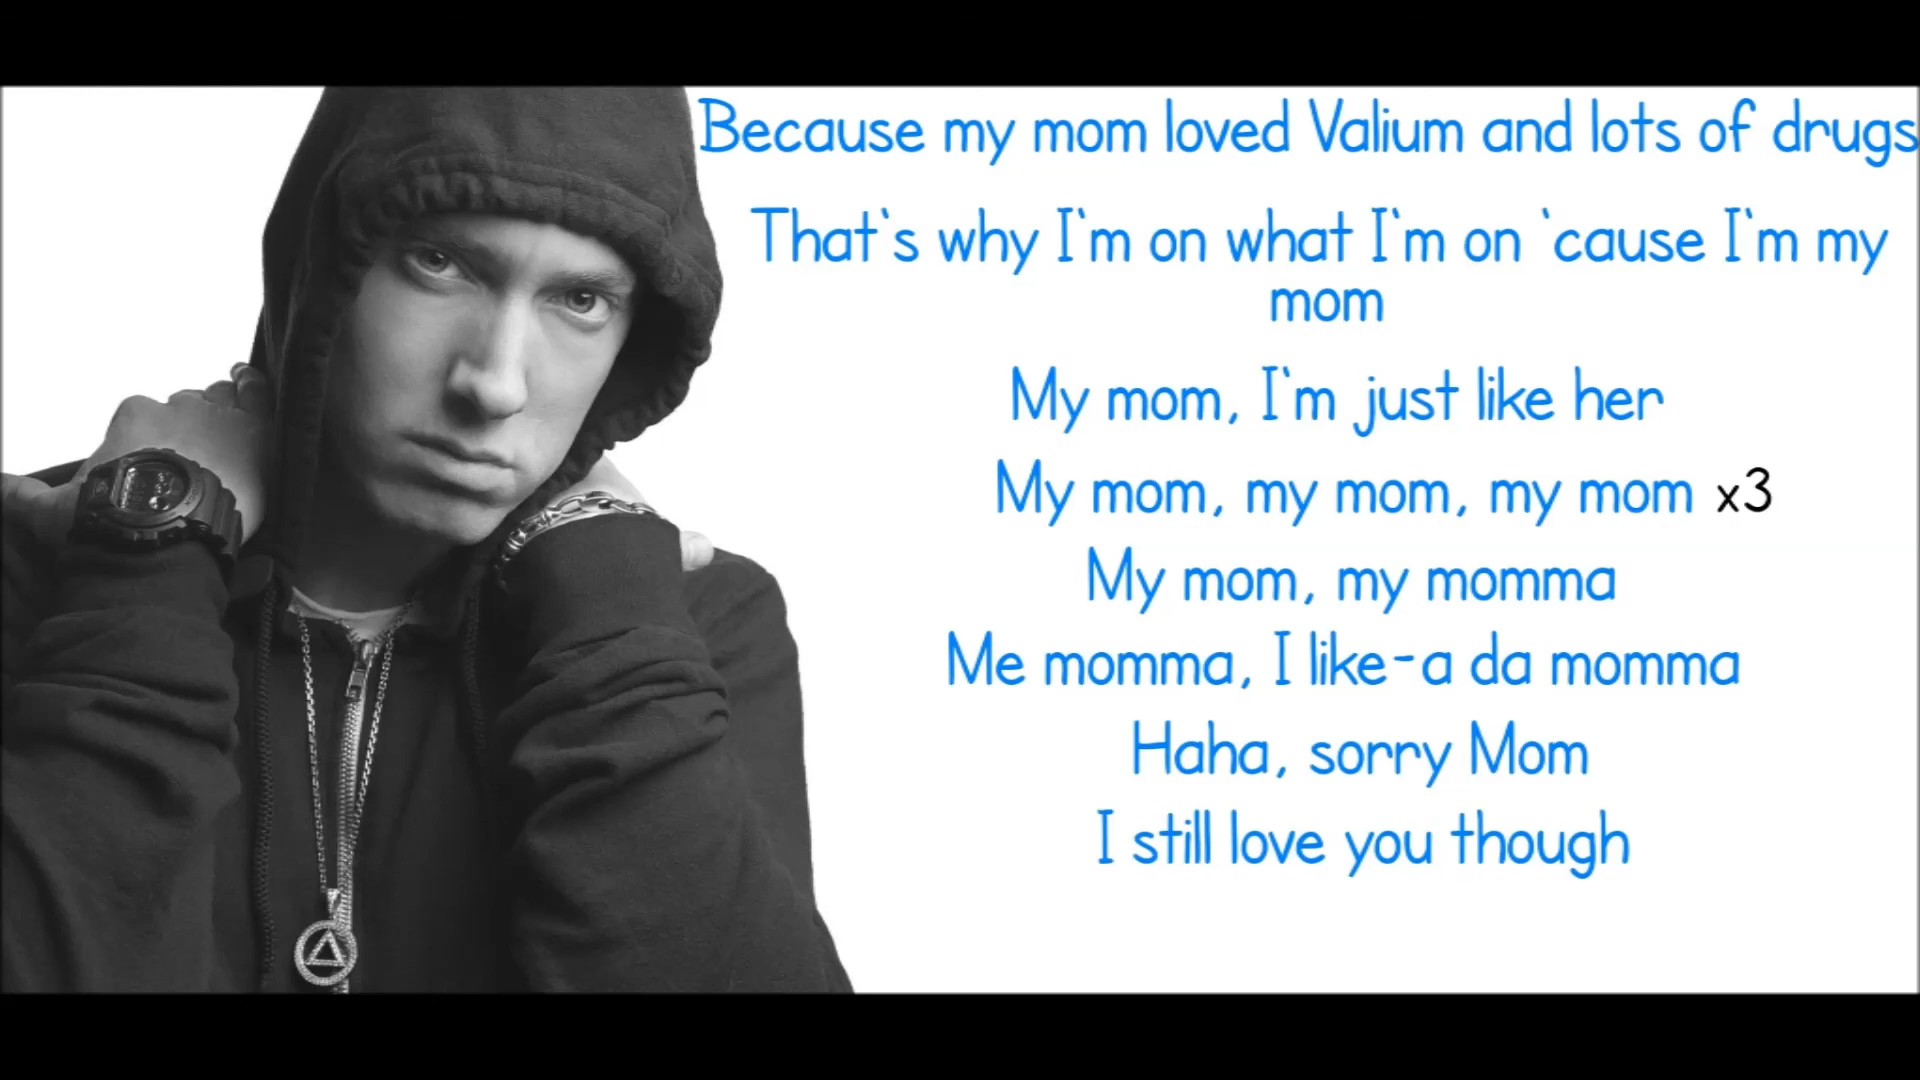 Because my mom loved Valium and lots of drugs
That's why I'm on what I'm on 'cause I'm my
mom
My mom, I'm just like her
My mom, my mom, my mom x3
My mom, my momma
Me momma, I like-a da momma
Haha, sorry Mom
I still love you though